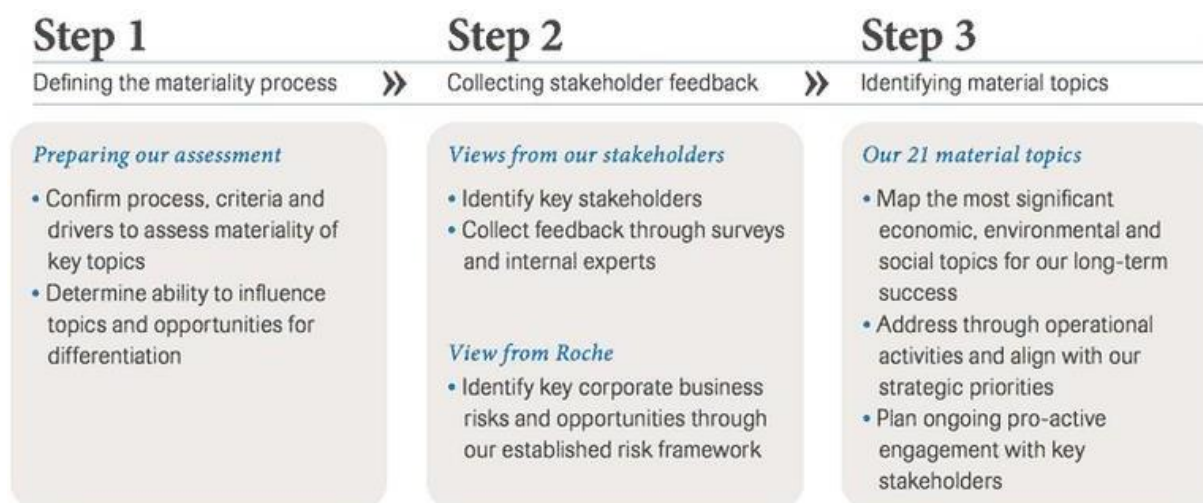 Step 1
Defining the materiality process
»
Preparing our assessment
• Confirm process, criteria and
drivers to assess materiality of
key topics
• Determine ability to influence
topics and opportunities for
differentiation
Step 2
Collecting stakeholder feedback
»
Views from our stakeholders
• Identify key stakeholders
• Collect feedback through surveys
and internal experts
View from Roche
• Identify key corporate business
risks and opportunities through
our established risk framework
Step 3
Identifying material topics
Our 21 material topics
• Map the most significant
economic, environmental and
social topics for our long-term
success
• Address through operational
activities and align with our
strategic priorities
• Plan ongoing pro-active
engagement with key
stakeholders